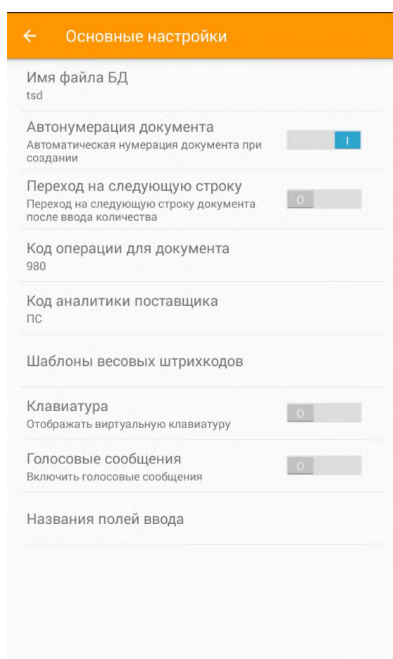 Основные настройки
Имя файла БД
tsd
Автонумерация документа
Автоматическая нумерация документа при
создании
I
Переход на следующую строку
Переход на следующую строку документа
после ввода количества
O
Код операции для документа
980
Код аналитики поставщика
ПС
Шаблоны весовых штрихкодов
Клавиатура
Отображать виртуальную клавиатуру
O
Голосовые сообщения
Включить голосовые сообщения
O
Названия полей ввода